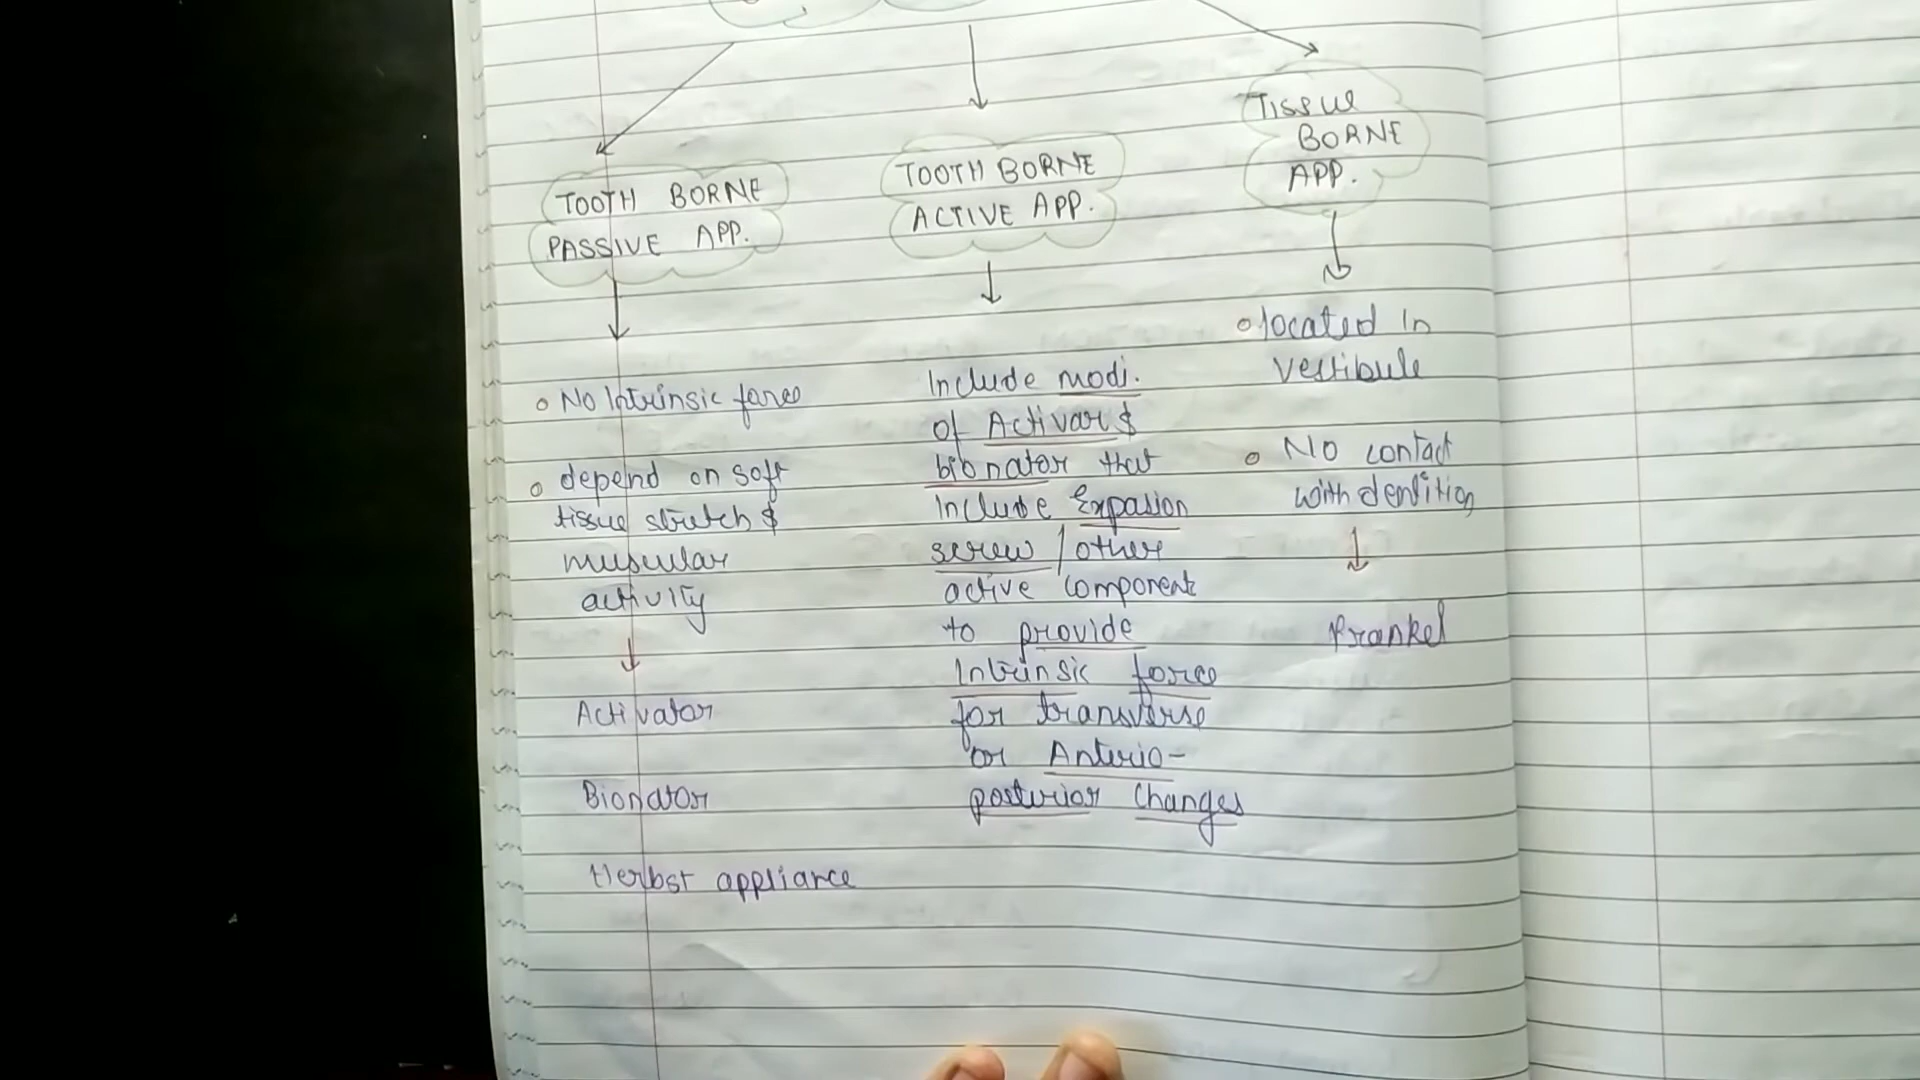 TOOTH BORNE
PASSIVE APP.
o No Intrinsic force
o depend on soft
tissue stretch &
muscular
activity
Activator
Bionator
Herbst appliance
TOOTH BORNE
ACTIVE APP.
Include modi.
of Activar &
bionator that
Include Expasion
screw / other
active component
to provide
Intrinsic force
for transverse
or Anterio-
posterior changes
Tissue
BORNE
APP.
o located In
vestibule
o No contact
with dentition
Frankel